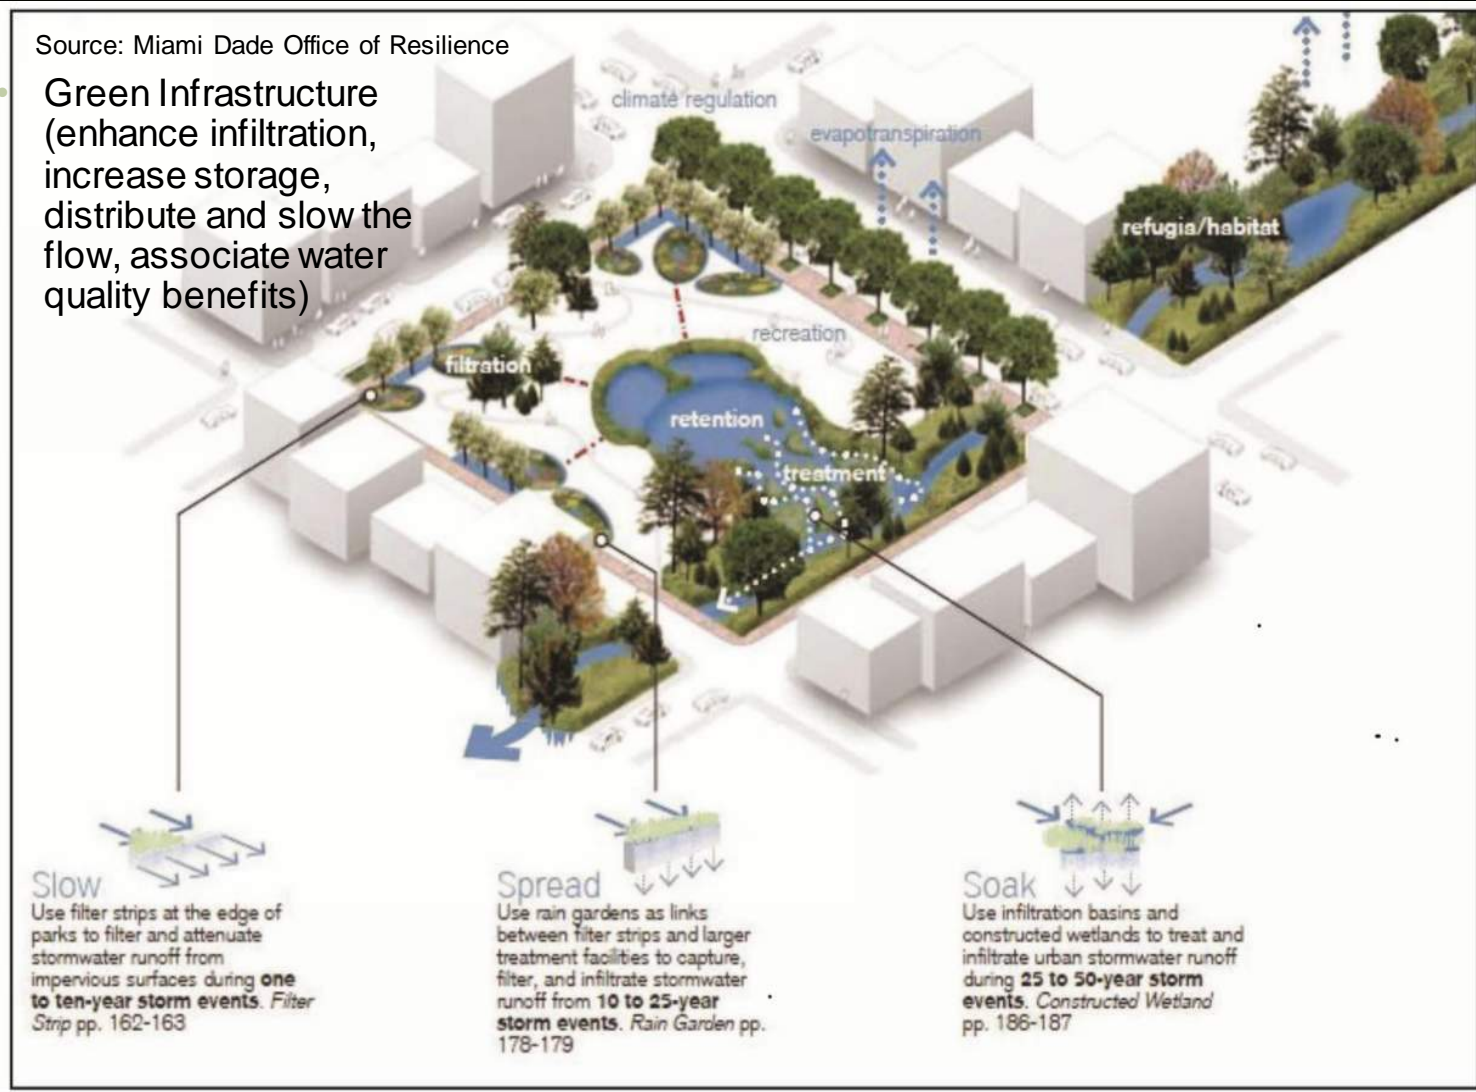 Source: Miami Dade Office of Resilience
Green Infrastructure
(enhance infiltration,
increase storage,
distribute and slow the
flow, associate water
quality benefits)
climate regulation
evapotranspiration
refugia/habitat
recreation
filtration
retention
treatment
Slow
Use filter strips at the edge of
parks to filter and attenuate
stormwater runoff from
impervious surfaces during one
to ten-year storm events. Filter
Strip pp. 162-163
Spread
Use rain gardens as links
between filter strips and larger
treatment facilities to capture,
filter, and infiltrate stormwater
runoff from 10 to 25-year
storm events. Rain Garden pp.
178-179
Soak
Use infiltration basins and
constructed wetlands to treat and
infiltrate urban stormwater runoff
during 25 to 50-year storm
events. Constructed Wetland
pp. 186-187